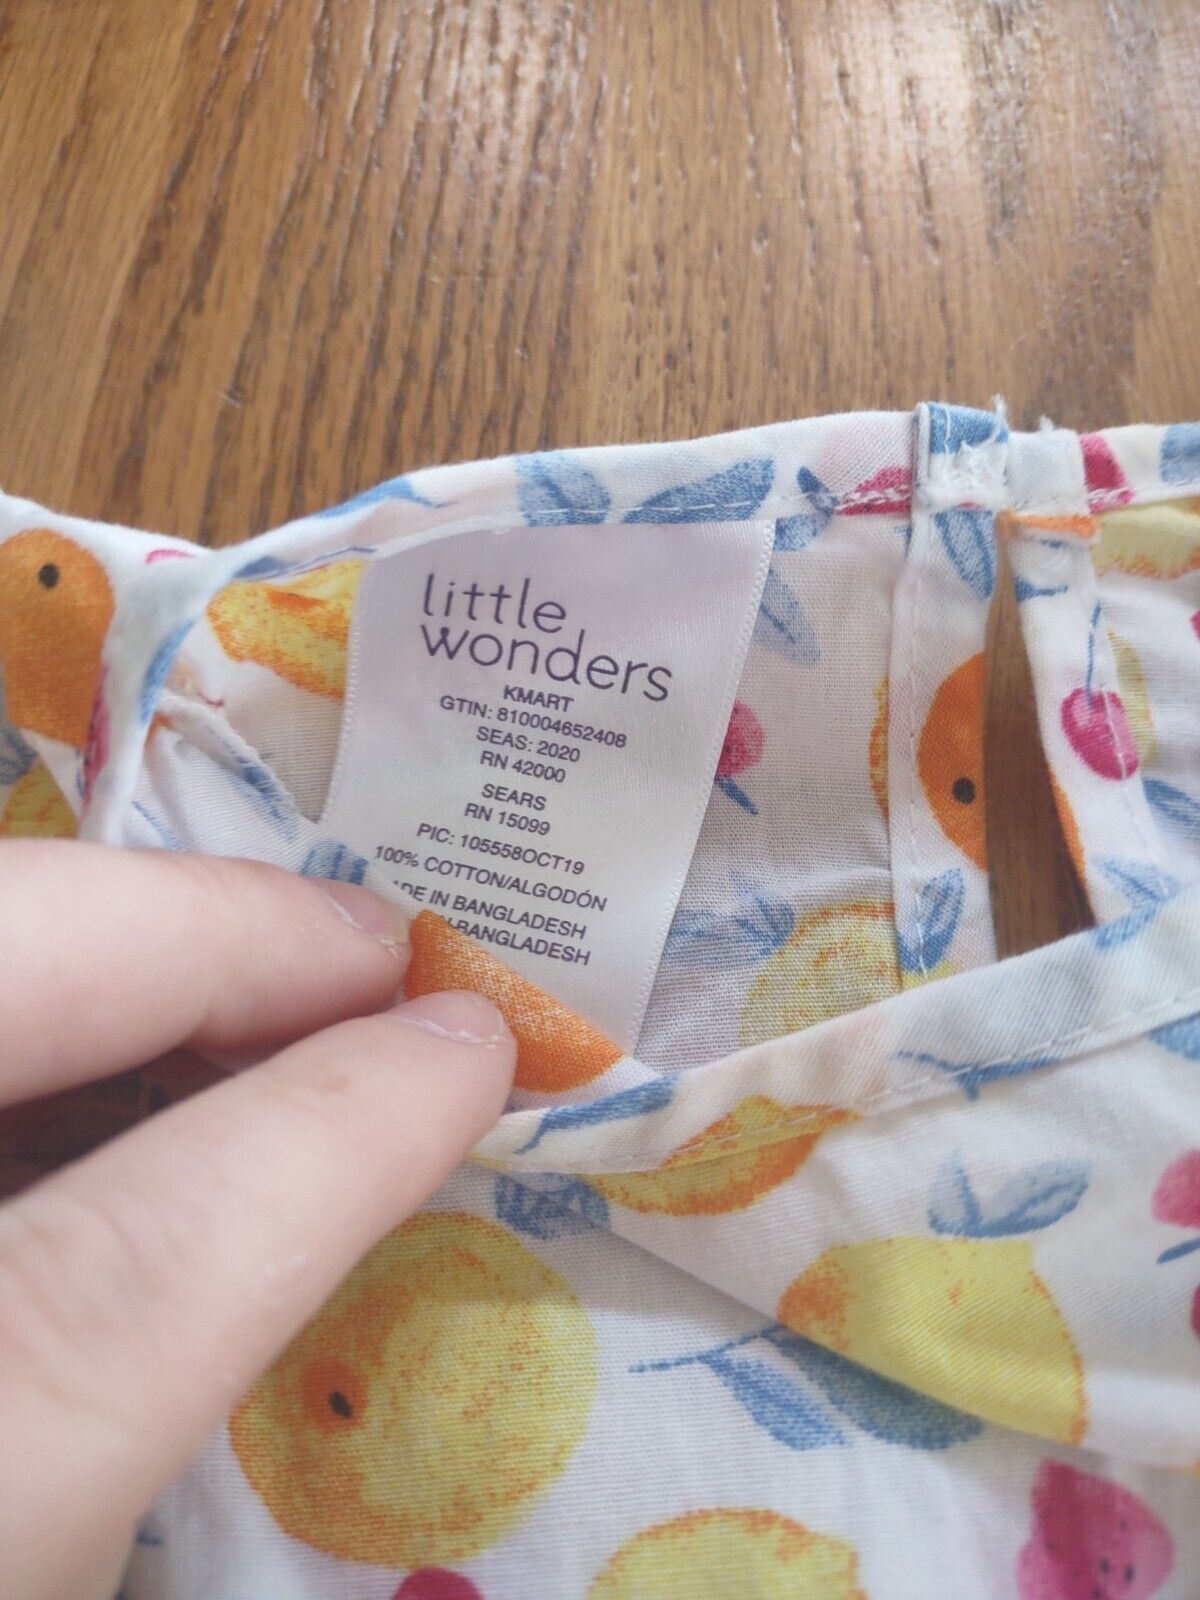 little
wonders
KMART
GTIN: 810004652408
SEAS: 2020
RN 42000
SEARS
RN 15099
PIC: 105558OCT19
100% COTTON/ALGODÓN
ADE IN BANGLADESH
BANGLADESH